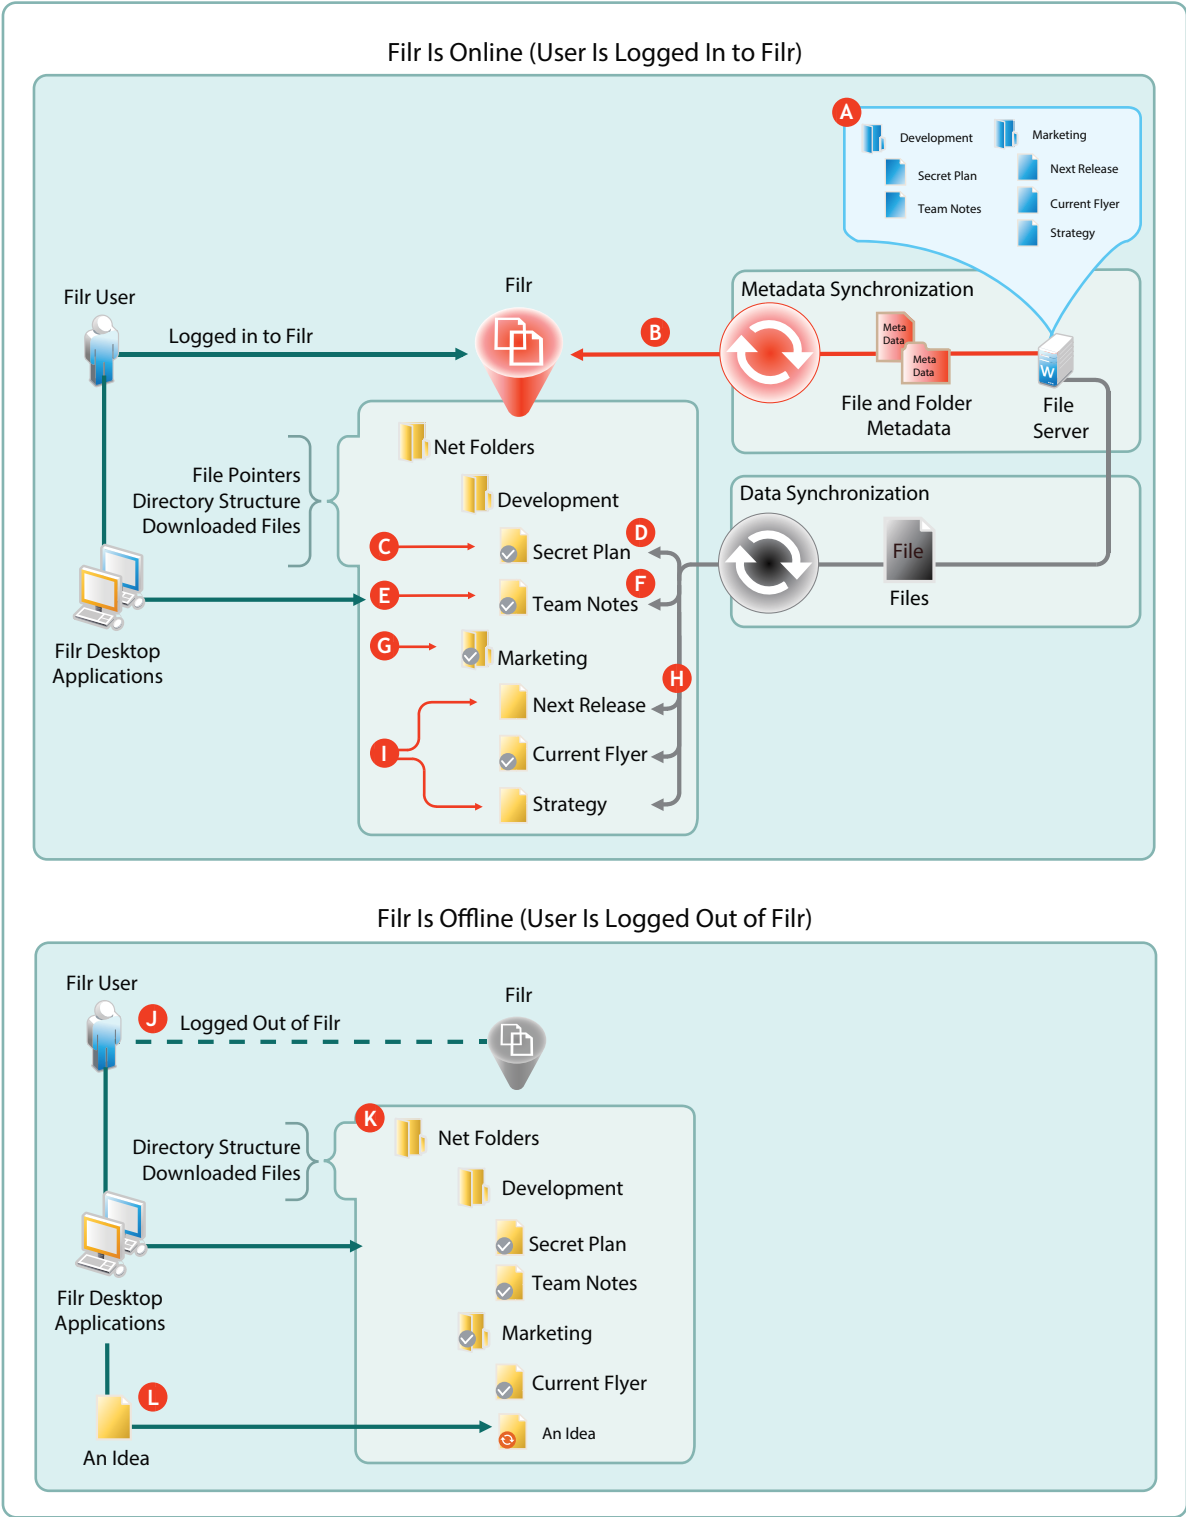 Filr Is Online (User Is Logged In to Filr)
A
Development
Marketing
Secret Plan
Next Release
Team Notes
Current Flyer
Strategy
Filr User
Filr
Metadata Synchronization
Logged in to Filr
B
Meta
Data
Meta
Data
W
File and Folder
Metadata
File
Server
Net Folders
File Pointers
Directory Structure
Downloaded Files
Development
Data Synchronization
C
Secret Plan
D
File
Files
E
Team Notes
F
Filr Desktop
Applications
G
Marketing
H
Next Release
I
Current Flyer
Strategy
Filr Is Offline (User Is Logged Out of Filr)
Filr User
Filr
J
Logged Out of Filr
K
Net Folders
Directory Structure
Downloaded Files
Development
Secret Plan
Team Notes
Filr Desktop
Applications
Marketing
Current Flyer
L
An Idea
An Idea